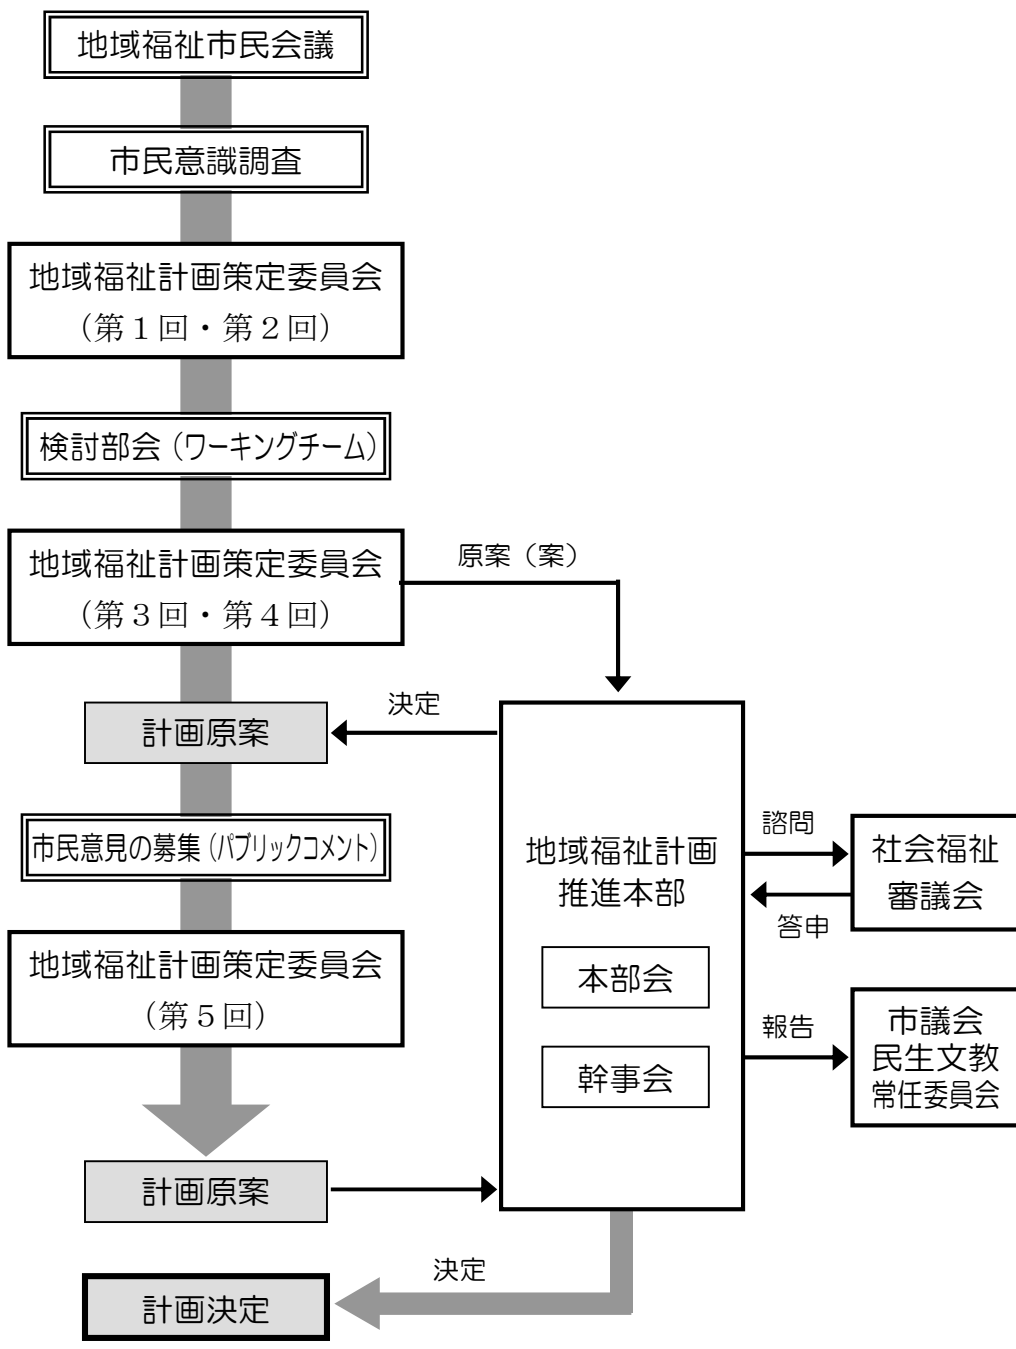 地域福祉市民会議
市民意識調査
地域福祉計画策定委員会
（第１回・第２回）
検討部会（ワーキングチーム）
地域福祉計画策定委員会
（第３回・第４回）
原案（案）
決定
計画原案
市民意見の募集（パブリックコメント）
地域福祉計画策定委員会
（第５回）
計画原案
地域福祉計画
推進本部
本部会
幹事会
諮問
答申
社会福祉
審議会
報告
市議会
民生文教
常任委員会
決定
計画決定